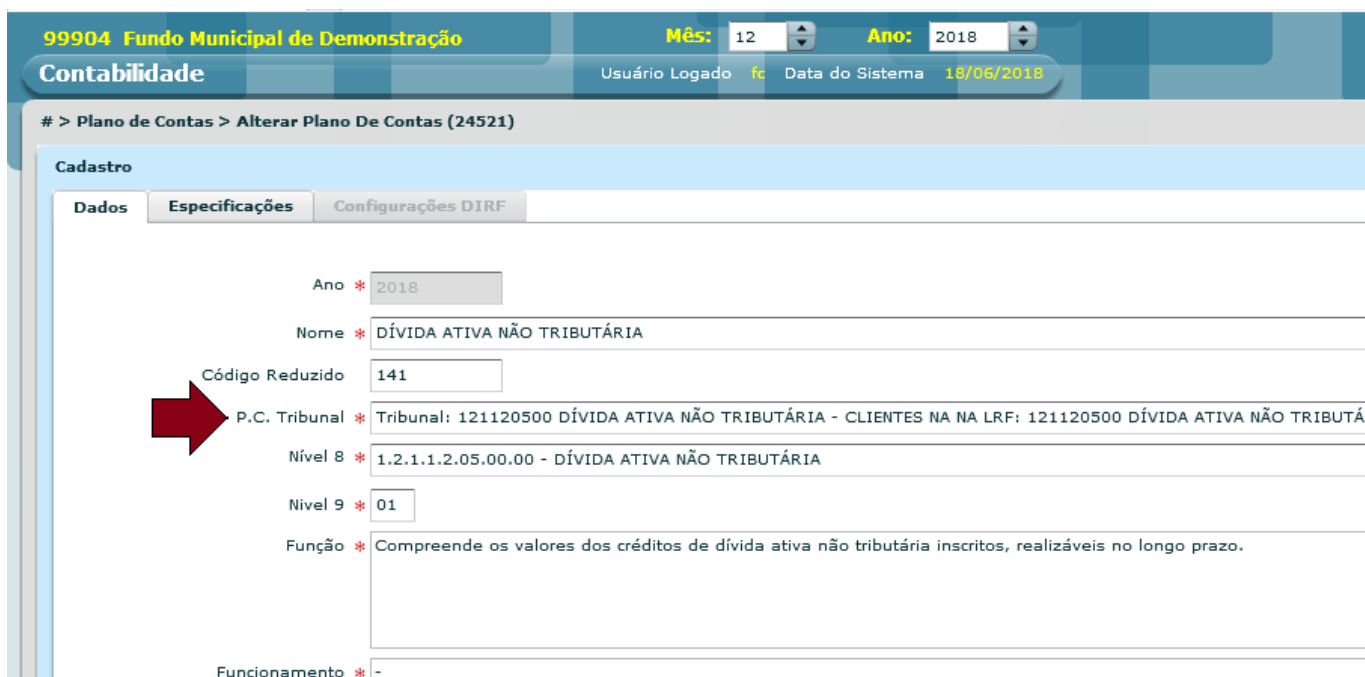 99904 Fundo Municipal de Demonstração Mês: 12 Ano: 2018
Contabilidade Usuário Logado fc Data do Sistema 18/06/2018
# > Plano de Contas > Alterar Plano De Contas (24521)
Cadastro
Dados Especificações Configurações DIRF
Ano * 2018
Nome * DÍVIDA ATIVA NÃO TRIBUTÁRIA
Código Reduzido 141
P.C. Tribunal * Tribunal: 121120500 DÍVIDA ATIVA NÃO TRIBUTÁRIA - CLIENTES NA NA LRF: 121120500 DÍVIDA ATIVA NÃO TRIBUTÁ
Nível 8 * 1.2.1.1.2.05.00.00 - DÍVIDA ATIVA NÃO TRIBUTÁRIA
Nivel 9 * 01
Função * Compreende os valores dos créditos de dívida ativa não tributária inscritos, realizáveis no longo prazo.
Funcionamento * -